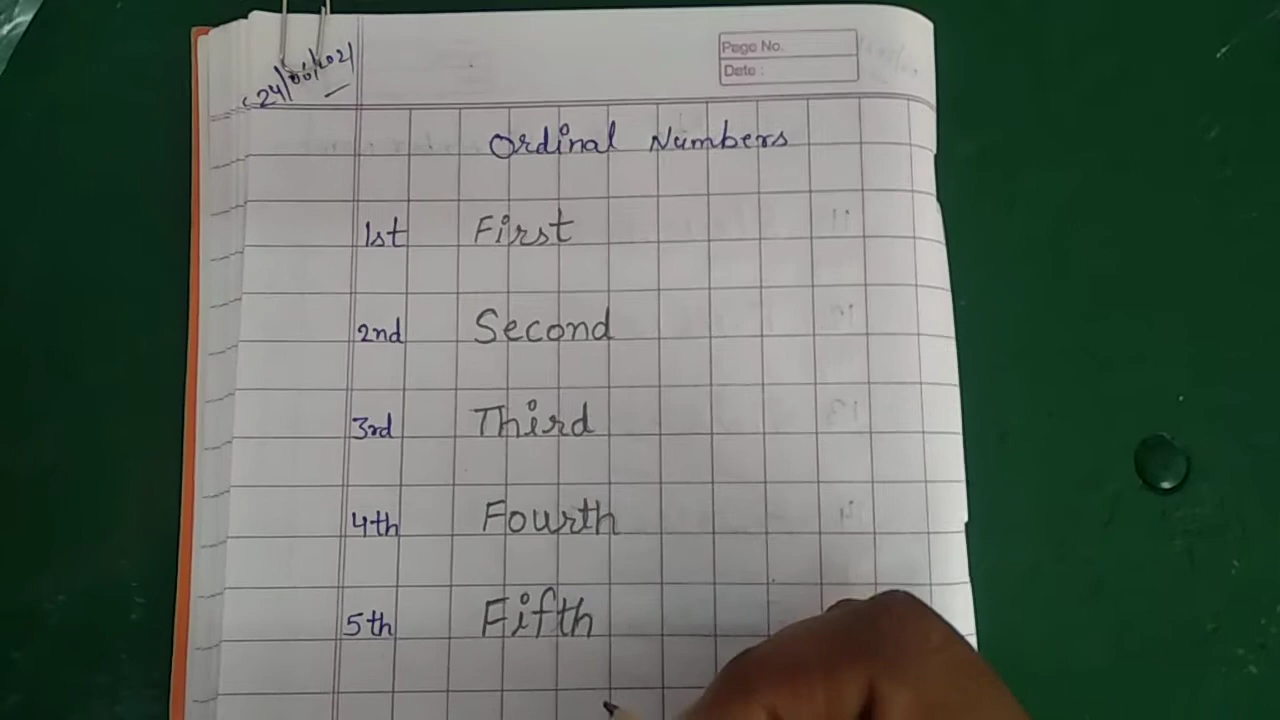 24/06/2021
Page No.
Date :
Ordinal Numbers
1st First
2nd Second
3rd Third
4th Fourth
5th Fifth